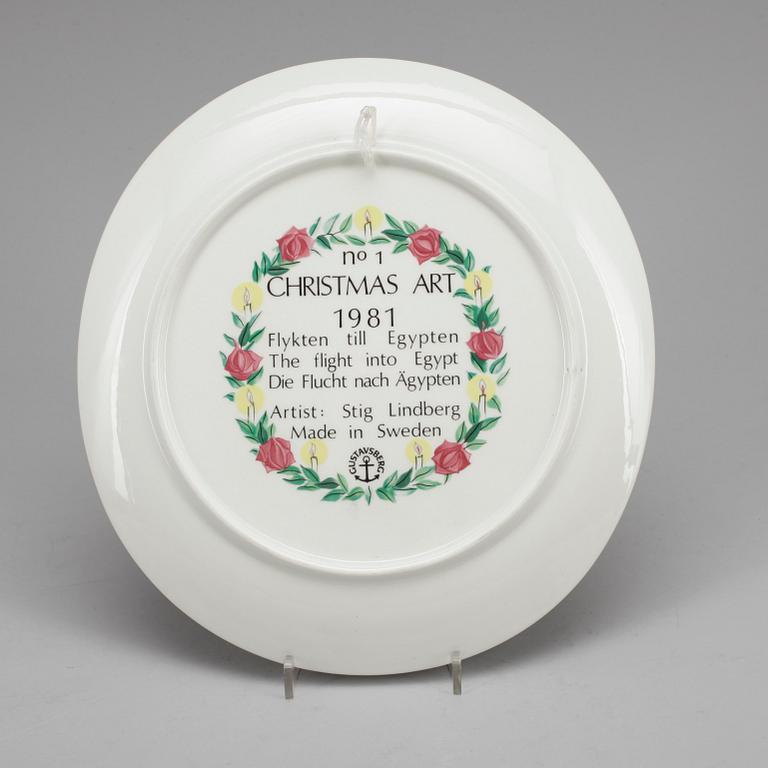 nº 1
CHRISTMAS ART
1981
Flykten till Egypten
The flight into Egypt
Die Flucht nach Ägypten
Artist: Stig Lindberg
Made in Sweden
GUSTAVSBERG